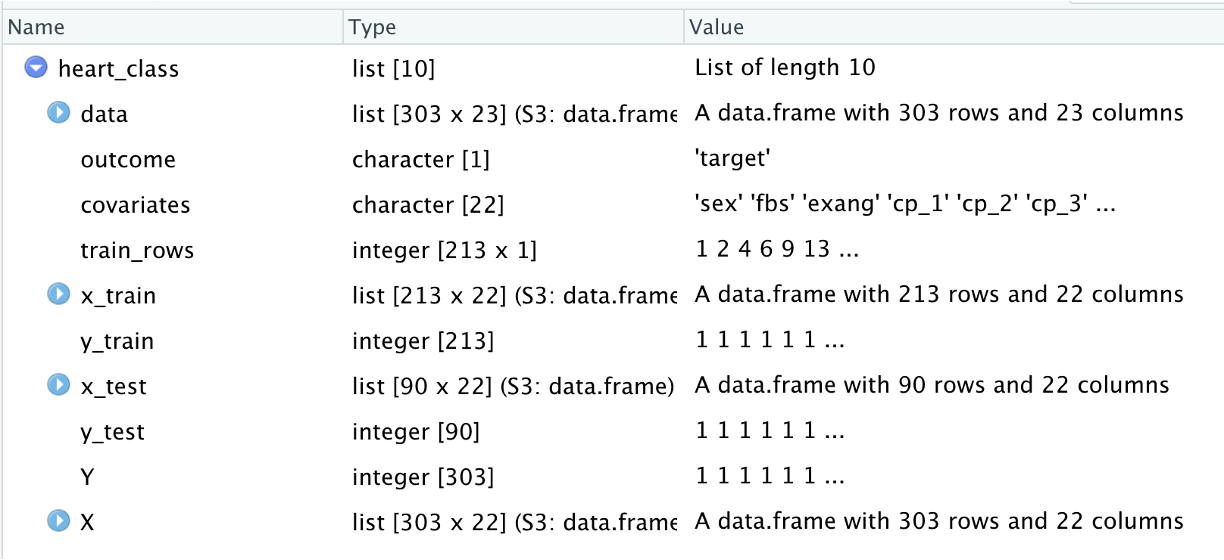 Name Type Value
heart_class list [10] List of length 10
data list [303 x 23] (S3: data.frame A data.frame with 303 rows and 23 columns
outcome character [1] 'target'
covariates character [22] 'sex' 'fbs' 'exang' 'cp_1' 'cp_2' 'cp_3' ...
train_rows integer [213 x 1] 1 2 4 6 9 13 ...
x_train list [213 x 22] (S3: data.frame A data.frame with 213 rows and 22 columns
y_train integer [213] 1 1 1 1 1 1 ...
x_test list [90 x 22] (S3: data.frame) A data.frame with 90 rows and 22 columns
y_test integer [90] 1 1 1 1 1 1 ...
Y integer [303] 1 1 1 1 1 1 ...
X list [303 x 22] (S3: data.frame A data.frame with 303 rows and 22 columns